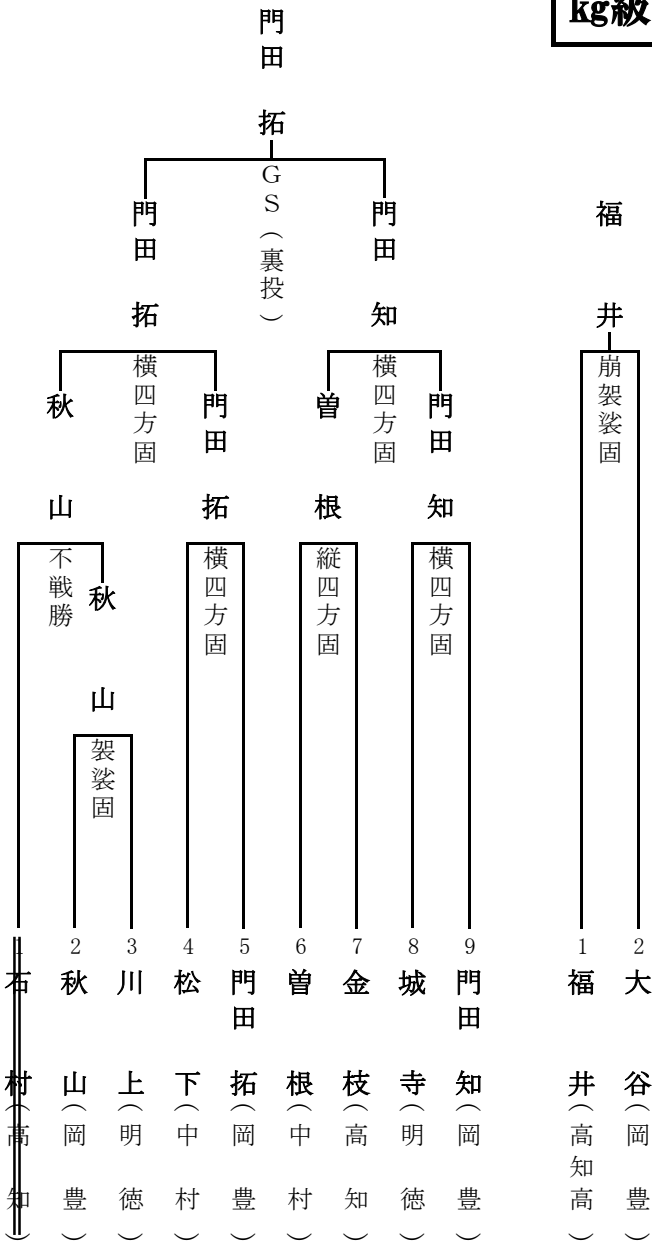 kg級
門田 拓
GS（裏投）
門田 拓
門田 知
福井
横四方固
横四方固
崩袈裟固
秋山
門田 拓
曽根
門田 知
不戦勝
横四方固
縦四方固
横四方固
秋山
袈裟固
1 石村（高知）
2 秋山（岡豊）
3 川上（明徳）
4 松下（中村）
5 門田 拓（岡豊）
6 曽根（中村）
7 金枝（高知）
8 城寺（明徳）
9 門田 知（岡豊）
1 福井（高知高）
2 大谷（岡豊）